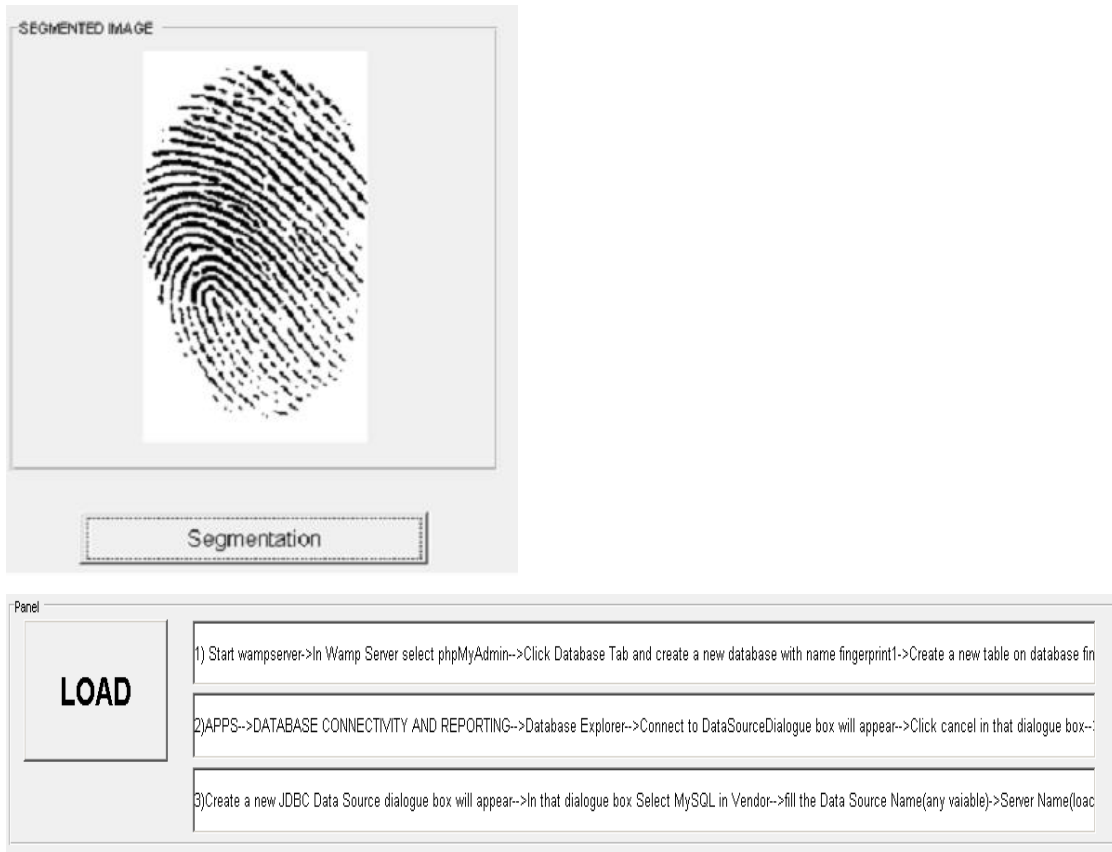 SEGMENTED IMAGE
Segmentation
Panel
LOAD
1) Start wampserver->In Wamp Server select phpMyAdmin-->Click Database Tab and create a new database with name fingerprint1->Create a new table on database fin
2)APPS-->DATABASE CONNECTIVITY AND REPORTING-->Database Explorer-->Connect to DataSourceDialogue box will appear-->Click cancel in that dialogue box-->
3)Create a new JDBC Data Source dialogue box will appear-->In that dialogue box Select MySQL in Vendor-->fill the Data Source Name(any vaiable)->Server Name(loac